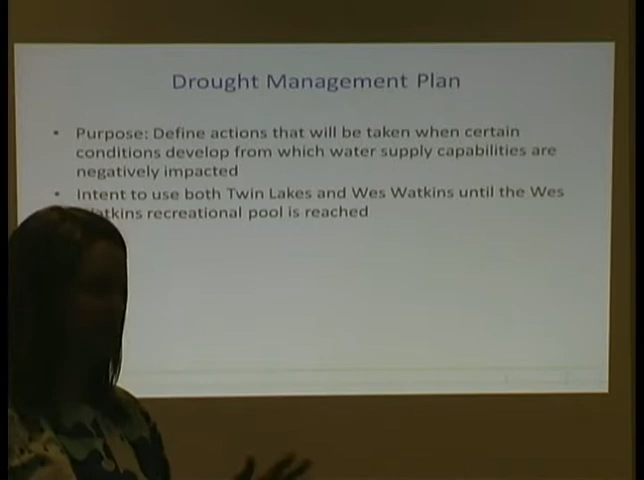 Drought Management Plan
• Purpose: Define actions that will be taken when certain
conditions develop from which water supply capabilities are
negatively impacted
• Intent to use both Twin Lakes and Wes Watkins until the Wes
Watkins recreational pool is reached